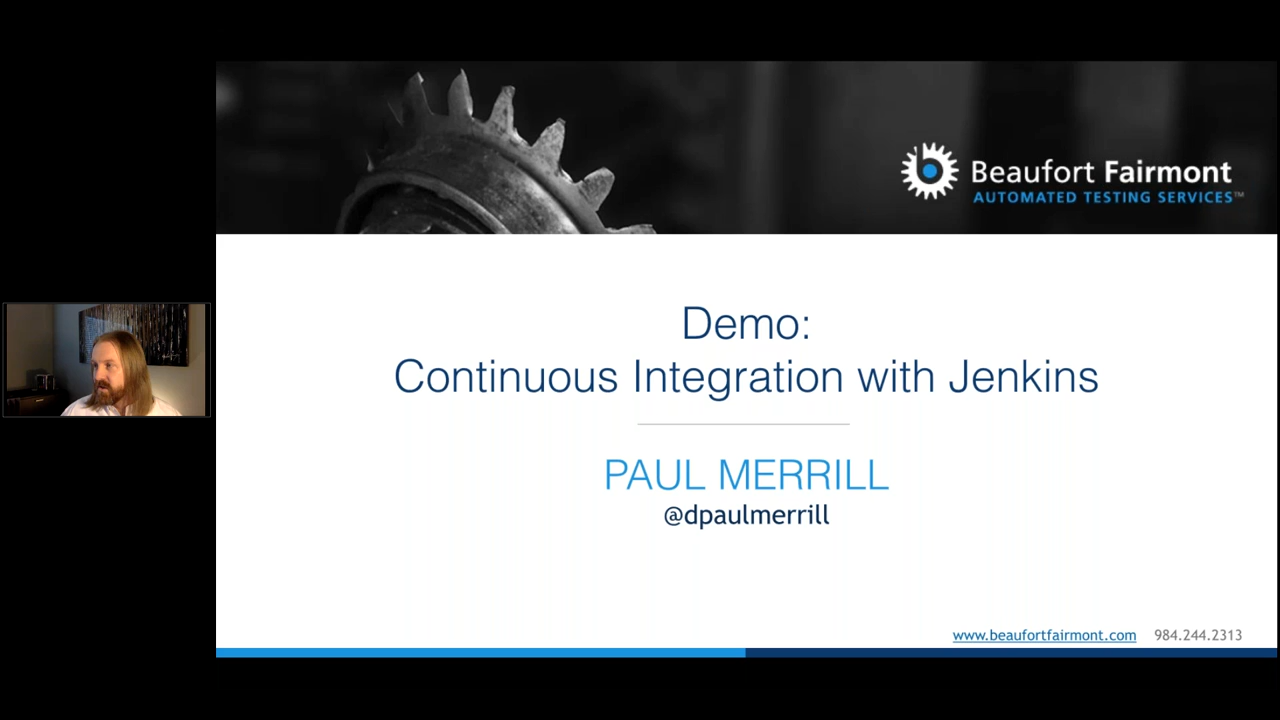 Beaufort Fairmont
AUTOMATED TESTING SERVICES™
Demo:
Continuous Integration with Jenkins
PAUL MERRILL
@dpaulmerrill
www.beaufortfairmont.com 984.244.2313